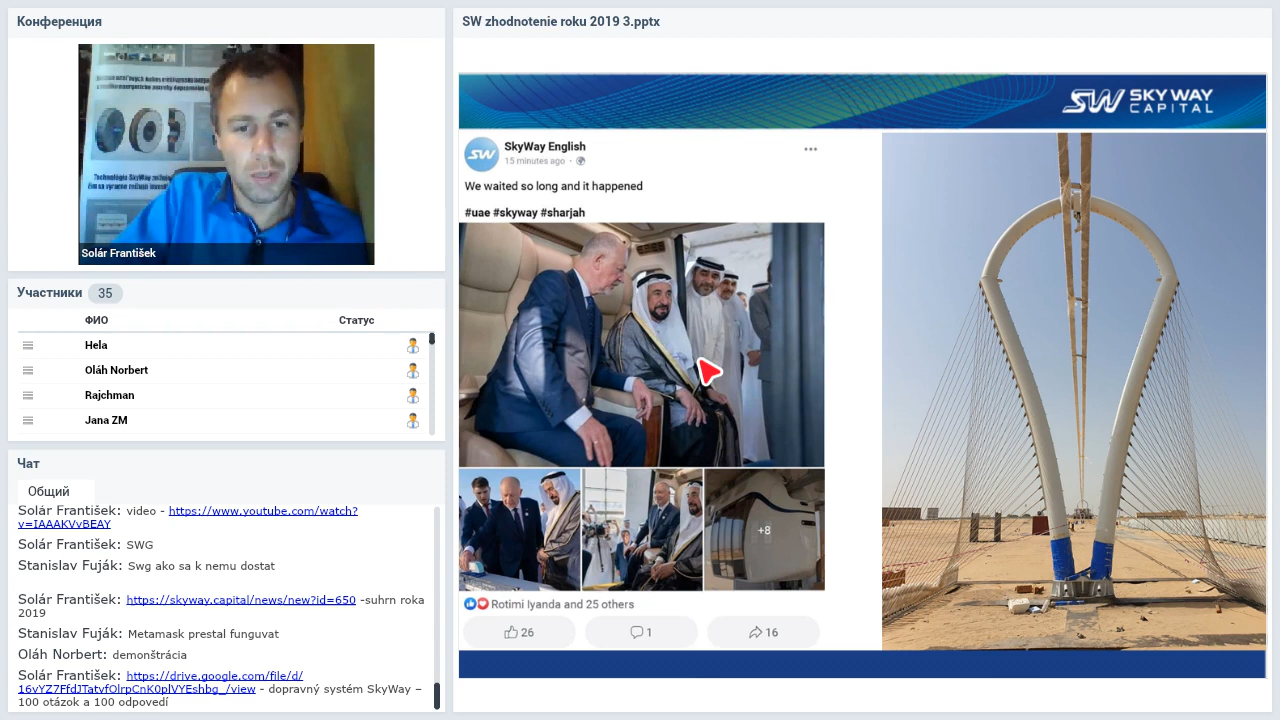 Конференция
Technológia SkyWay
Solár František
Участники 35
ФИО Статус
Hela
Oláh Norbert
Rajchman
Jana ZM
Чат
Общий
Solár František: video - https://www.youtube.com/watch?
v=IAAAKVvBEAY
Solár František: SWG
Stanislav Fuják: Swg ako sa k nemu dostat
Solár František: https://skyway.capital/news/new?id=650 -suhrn roka
2019
Stanislav Fuják: Metamask prestal funguvat
Oláh Norbert: demonštrácia
Solár František: https://drive.google.com/file/d/
16vYZ7FfdJTatvfOlrpCnK0plVYEshbg_/view - dopravný systém SkyWay –
100 otázok a 100 odpovedí
SW zhodnotenie roku 2019 3.pptx
SW SKY WAY
CAPITAL
SW
SkyWay English
15 minutes ago ·
We waited so long and it happened
#uae #skyway #sharjah
+8
Rotimi Iyanda and 25 others
26 1 16